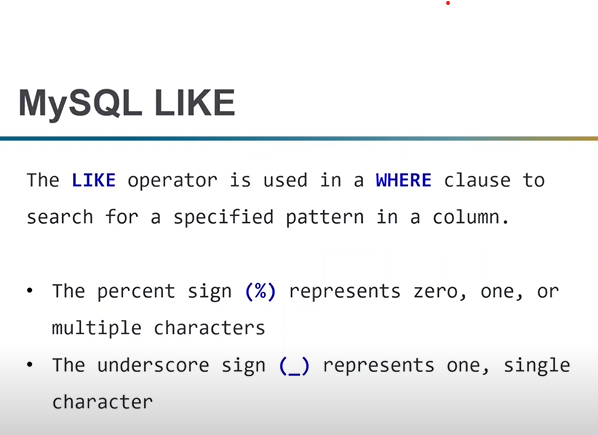 MySQL LIKE
The LIKE operator is used in a WHERE clause to
search for a specified pattern in a column.
• The percent sign (%) represents zero, one, or
multiple characters
• The underscore sign (_) represents one, single
character